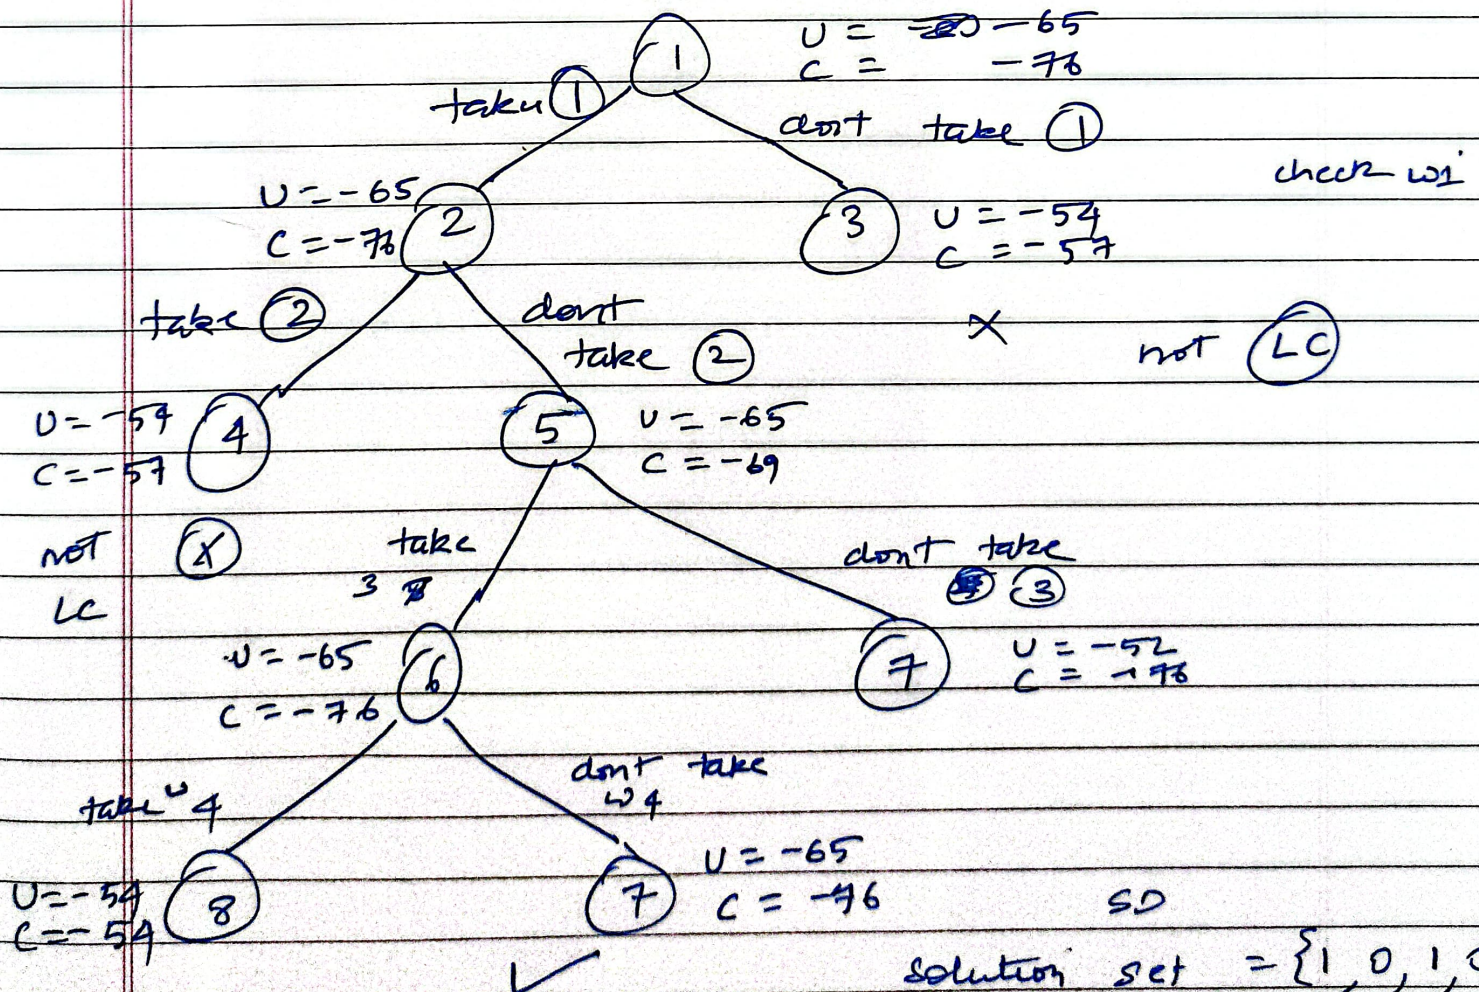 1
U = -65
C = -76
take 1
dont take 1
check w1
U = -65
C = -76
2
3
U = -54
C = -57
take 2
dont
take 2
X
not LC
U = -54
C = -57
4
5
U = -65
C = -69
not X
LC
take
3
dont take
3
U = -65
C = -76
6
7
U = -52
C = -76
take w 4
dont take
w 4
U = -54
C = -54
8
7
U = -65
C = -76
SD
solution set = {1, 0, 1,